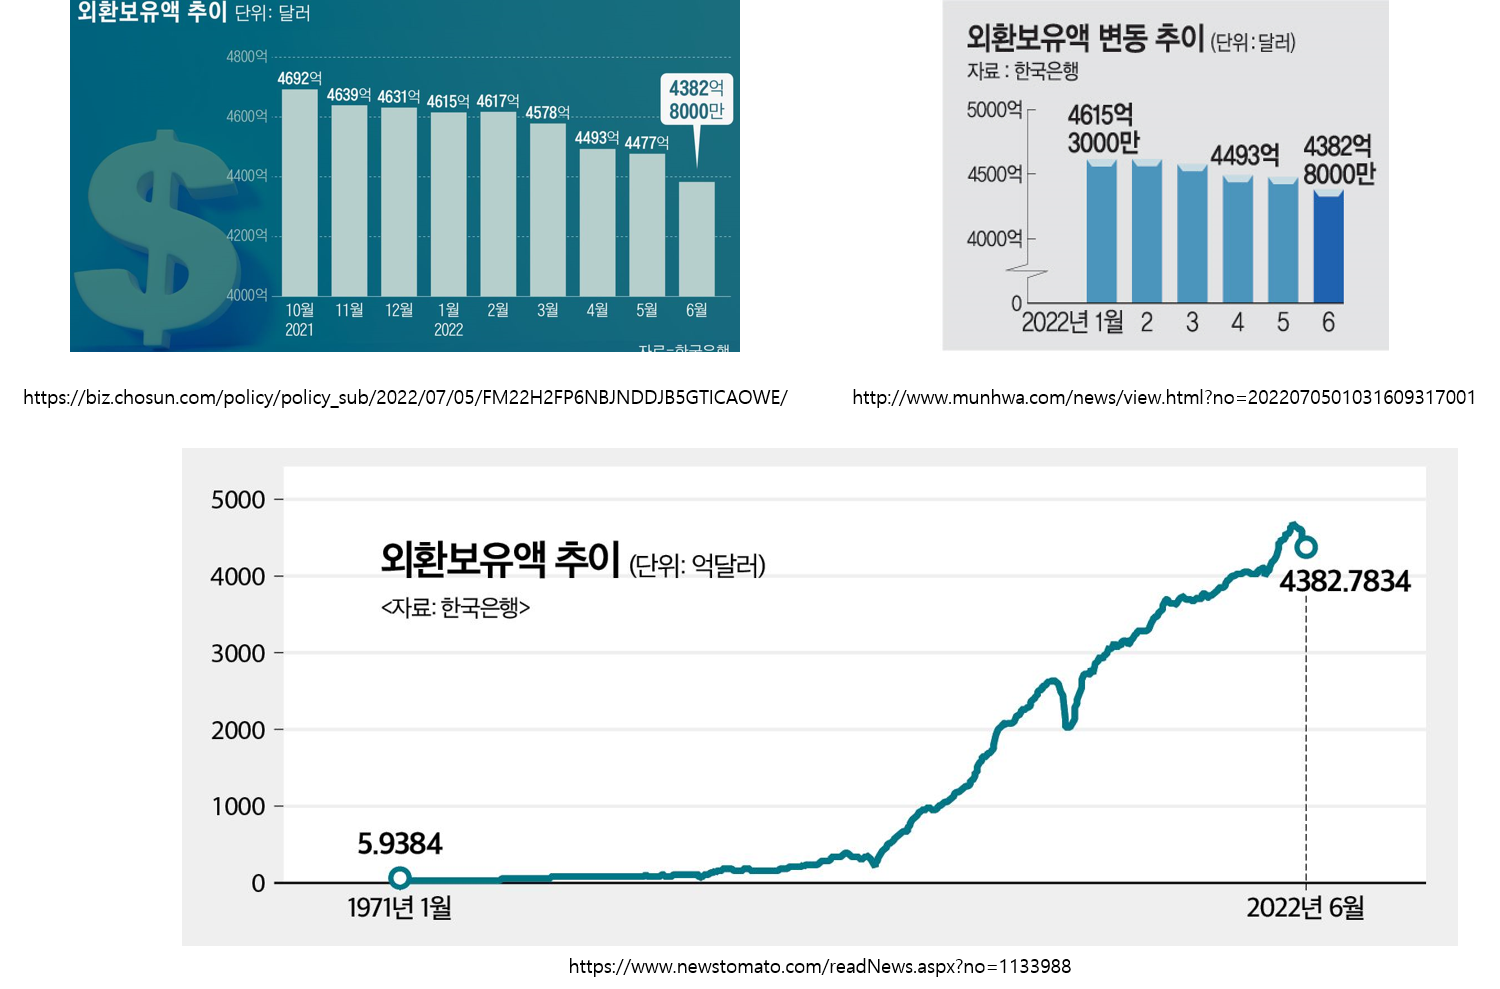 외환보유액 추이 단위: 달러
4800억
4600억
4400억
4200억
4000억
4692억
4639억
4631억
4615억
4617억
4578억
4493억
4477억
4382억
8000만
10월
11월
12월
1월
2월
3월
4월
5월
6월
2021
2022
자료=한국은행
https://biz.chosun.com/policy/policy_sub/2022/07/05/FM22H2FP6NBJNDDJB5GTICAOWE/
외환보유액 변동 추이 (단위:달러)
자료 : 한국은행
5000억
4500억
4000억
0
4615억
3000만
4493억
4382억
8000만
2022년 1월 2 3 4 5 6
http://www.munhwa.com/news/view.html?no=2022070501031609317001
외환보유액 추이 (단위: 억달러)
<자료: 한국은행>
5000
4000
3000
2000
1000
0
5.9384
4382.7834
1971년 1월
2022년 6월
https://www.newstomato.com/readNews.aspx?no=1133988